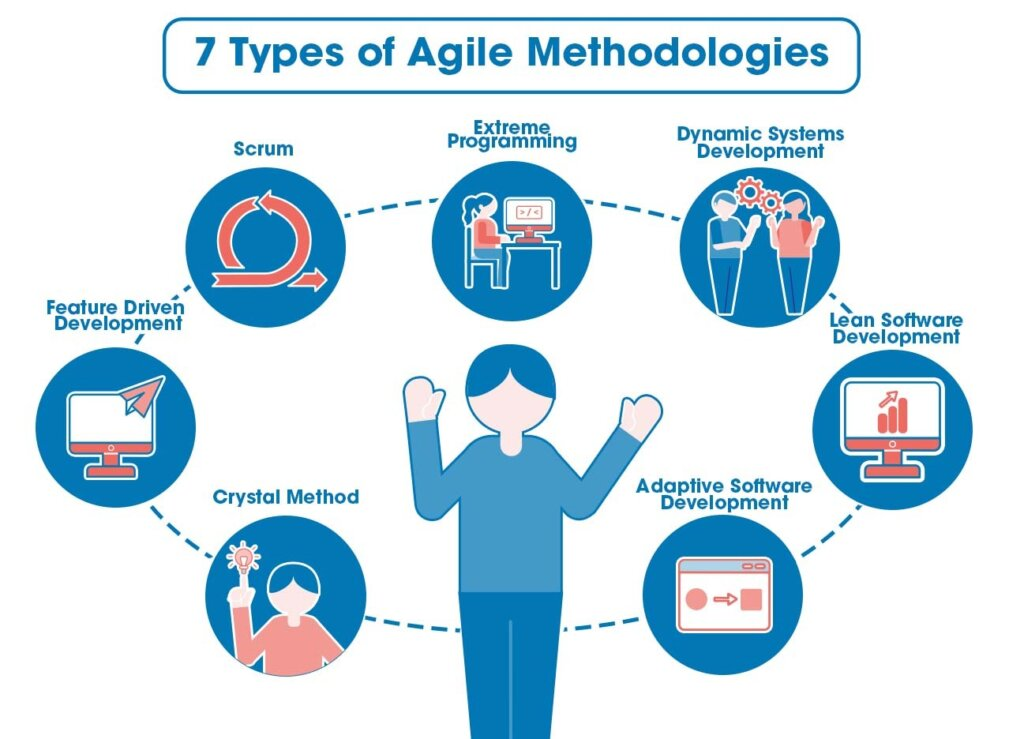 7 Types of Agile Methodologies
Scrum
Extreme
Programming
Dynamic Systems
Development
Feature Driven
Development
Lean Software
Development
Crystal Method
Adaptive Software
Development